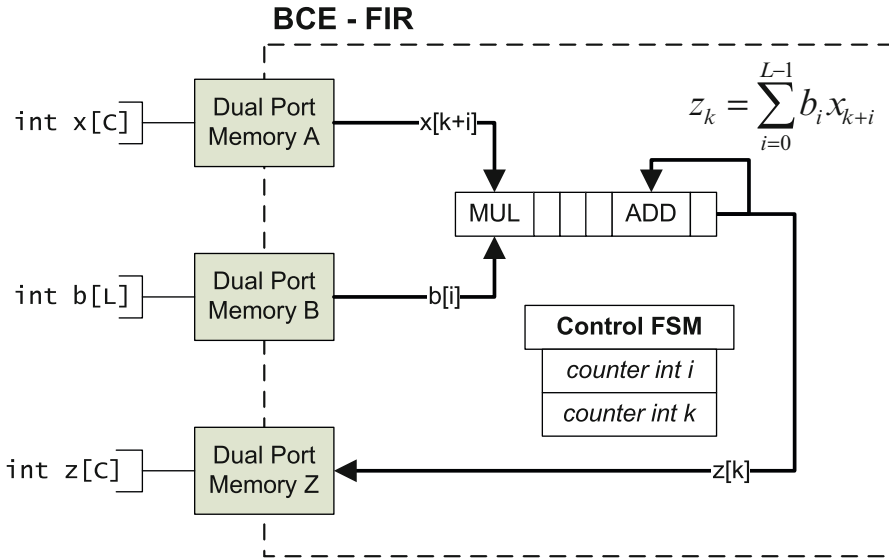 BCE - FIR
int x[C]
Dual Port
Memory A
x[k+i]
z_k = \sum_{i=0}^{L-1} b_i x_{k+i}
MUL
ADD
int b[L]
Dual Port
Memory B
b[i]
Control FSM
counter int i
counter int k
int z[C]
Dual Port
Memory Z
z[k]